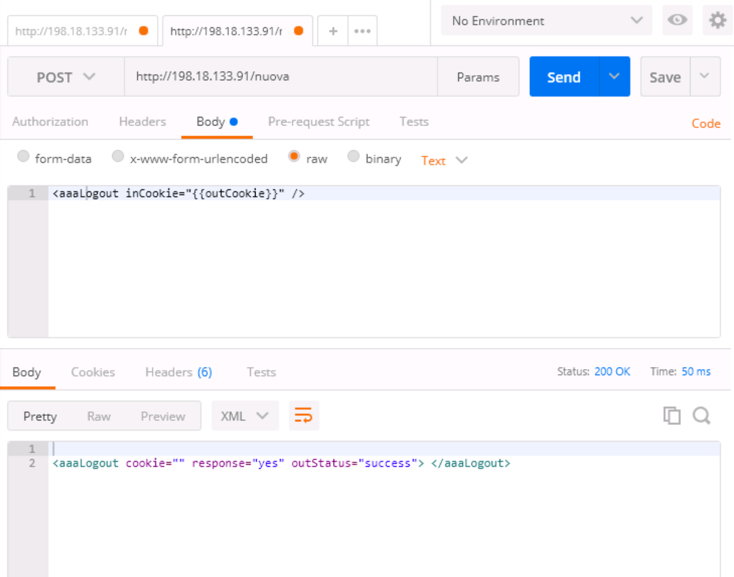 http://198.18.133.91/r
http://198.18.133.91/r
+
•••
No Environment
POST
http://198.18.133.91/nuova
Params
Send
Save
Authorization
Headers
Body
Pre-request Script
Tests
Code
form-data
x-www-form-urlencoded
raw
binary
Text
1 <aaaLogout inCookie="{{outCookie}}" />
Body
Cookies
Headers (6)
Tests
Status: 200 OK
Time: 50 ms
Pretty
Raw
Preview
XML
1
2 <aaaLogout cookie="" response="yes" outStatus="success"> </aaaLogout>